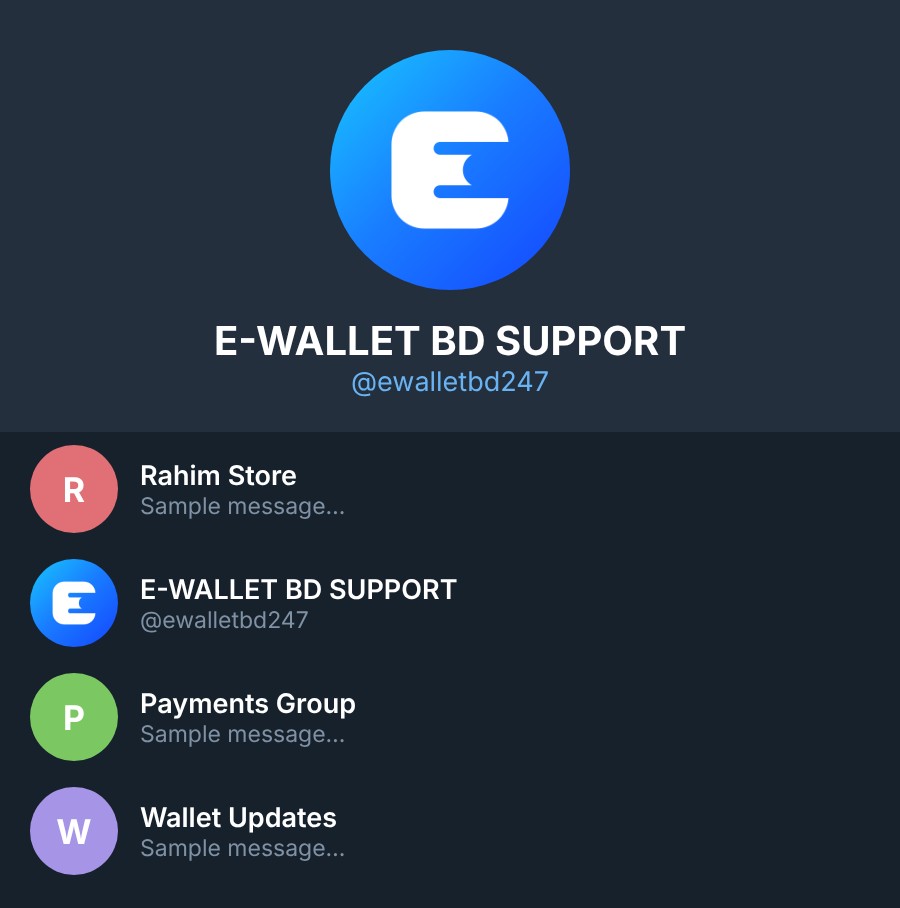 E
E-WALLET BD SUPPORT
@ewalletbd247
R
Rahim Store
Sample message...
E
E-WALLET BD SUPPORT
@ewalletbd247
P
Payments Group
Sample message...
W
Wallet Updates
Sample message...